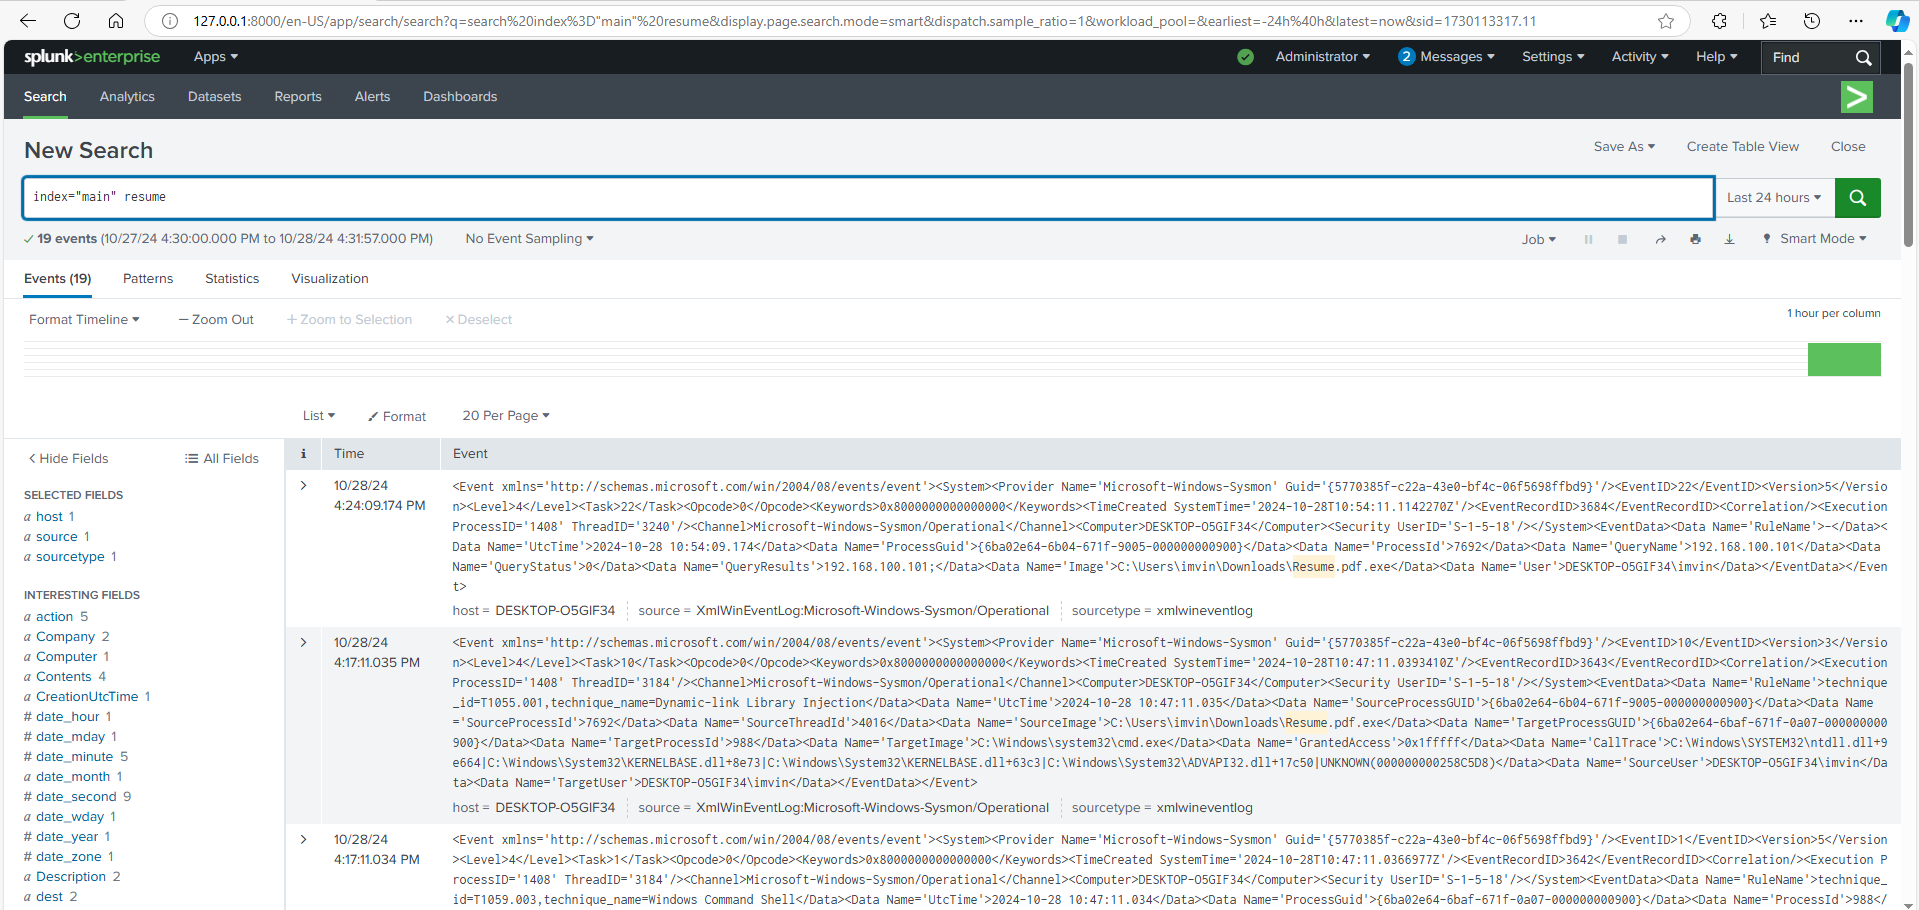 127.0.0.1:8000/en-US/app/search/search?q=search%20index%3D"main"%20resume&display.page.search.mode=smart&dispatch.sample_ratio=1&workload_pool=&earliest=-24h%40h&latest=now&sid=1730113317.11
splunk>enterprise Apps Administrator 2 Messages Settings Activity Help Find
Search Analytics Datasets Reports Alerts Dashboards
New Search Save As Create Table View Close
index="main" resume Last 24 hours
19 events (10/27/24 4:30:00.000 PM to 10/28/24 4:31:57.000 PM) No Event Sampling Job Smart Mode
Events (19) Patterns Statistics Visualization
Format Timeline — Zoom Out + Zoom to Selection × Deselect 1 hour per column
List Format 20 Per Page
< Hide Fields All Fields
SELECTED FIELDS
a host 1
a source 1
a sourcetype 1
INTERESTING FIELDS
a action 5
a Company 2
a Computer 1
a Contents 4
a CreationUtcTime 1
# date_hour 1
# date_mday 1
# date_minute 5
a date_month 1
# date_second 9
a date_wday 1
# date_year 1
# date_zone 1
a Description 2
a dest 2
i Time Event
10/28/24
4:24:09.174 PM
<Event xmlns='http://schemas.microsoft.com/win/2004/08/events/event'><System><Provider Name='Microsoft-Windows-Sysmon' Guid='{5770385f-c22a-43e0-bf4c-06f5698ffbd9}'/><EventID>22</EventID><Version>5</Versio
n><Level>4</Level><Task>22</Task><Opcode>0</Opcode><Keywords>0x8000000000000000</Keywords><TimeCreated SystemTime='2024-10-28T10:54:11.1142270Z'/><EventRecordID>3684</EventRecordID><Correlation/><Execution
ProcessID='1408' ThreadID='3240'/><Channel>Microsoft-Windows-Sysmon/Operational</Channel><Computer>DESKTOP-O5GIF34</Computer><Security UserID='S-1-5-18'/></System><EventData><Data Name='RuleName'>-</Data><
Data Name='UtcTime'>2024-10-28 10:54:09.174</Data><Data Name='ProcessGuid'>{6ba02e64-6b04-671f-9005-000000000900}</Data><Data Name='ProcessId'>7692</Data><Data Name='QueryName'>192.168.100.101</Data><Data
Name='QueryStatus'>0</Data><Data Name='QueryResults'>192.168.100.101;</Data><Data Name='Image'>C:\Users\imvin\Downloads\Resume.pdf.exe</Data><Data Name='User'>DESKTOP-O5GIF34\imvin</Data></EventData></Even
t>
host = DESKTOP-O5GIF34 source = XmlWinEventLog:Microsoft-Windows-Sysmon/Operational sourcetype = xmlwineventlog
10/28/24
4:17:11.035 PM
<Event xmlns='http://schemas.microsoft.com/win/2004/08/events/event'><System><Provider Name='Microsoft-Windows-Sysmon' Guid='{5770385f-c22a-43e0-bf4c-06f5698ffbd9}'/><EventID>10</EventID><Version>3</Versio
n><Level>4</Level><Task>10</Task><Opcode>0</Opcode><Keywords>0x8000000000000000</Keywords><TimeCreated SystemTime='2024-10-28T10:47:11.0393410Z'/><EventRecordID>3643</EventRecordID><Correlation/><Execution
ProcessID='1408' ThreadID='3184'/><Channel>Microsoft-Windows-Sysmon/Operational</Channel><Computer>DESKTOP-O5GIF34</Computer><Security UserID='S-1-5-18'/></System><EventData><Data Name='RuleName'>technique
_id=T1055.001,technique_name=Dynamic-link Library Injection</Data><Data Name='UtcTime'>2024-10-28 10:47:11.035</Data><Data Name='SourceProcessGUID'>{6ba02e64-6b04-671f-9005-000000000900}</Data><Data Name
='SourceProcessId'>7692</Data><Data Name='SourceThreadId'>4016</Data><Data Name='SourceImage'>C:\Users\imvin\Downloads\Resume.pdf.exe</Data><Data Name='TargetProcessGUID'>{6ba02e64-6baf-671f-0a07-000000000
900}</Data><Data Name='TargetProcessId'>988</Data><Data Name='TargetImage'>C:\Windows\system32\cmd.exe</Data><Data Name='GrantedAccess'>0x1fffff</Data><Data Name='CallTrace'>C:\Windows\SYSTEM32\ntdll.dll+9
e664|C:\Windows\System32\KERNELBASE.dll+8e73|C:\Windows\System32\KERNELBASE.dll+63c3|C:\Windows\System32\ADVAPI32.dll+17c50|UNKNOWN(000000000258C5D8)</Data><Data Name='SourceUser'>DESKTOP-O5GIF34\imvin</Da
ta><Data Name='TargetUser'>DESKTOP-O5GIF34\imvin</Data></EventData></Event>
host = DESKTOP-O5GIF34 source = XmlWinEventLog:Microsoft-Windows-Sysmon/Operational sourcetype = xmlwineventlog
10/28/24
4:17:11.034 PM
<Event xmlns='http://schemas.microsoft.com/win/2004/08/events/event'><System><Provider Name='Microsoft-Windows-Sysmon' Guid='{5770385f-c22a-43e0-bf4c-06f5698ffbd9}'/><EventID>1</EventID><Version>5</Version
><Level>4</Level><Task>1</Task><Opcode>0</Opcode><Keywords>0x8000000000000000</Keywords><TimeCreated SystemTime='2024-10-28T10:47:11.0366977Z'/><EventRecordID>3642</EventRecordID><Correlation/><Execution P
rocessID='1408' ThreadID='3184'/><Channel>Microsoft-Windows-Sysmon/Operational</Channel><Computer>DESKTOP-O5GIF34</Computer><Security UserID='S-1-5-18'/></System><EventData><Data Name='RuleName'>technique_
id=T1059.003,technique_name=Windows Command Shell</Data><Data Name='UtcTime'>2024-10-28 10:47:11.034</Data><Data Name='ProcessGuid'>{6ba02e64-6baf-671f-0a07-000000000900}</Data><Data Name='ProcessId'>988</